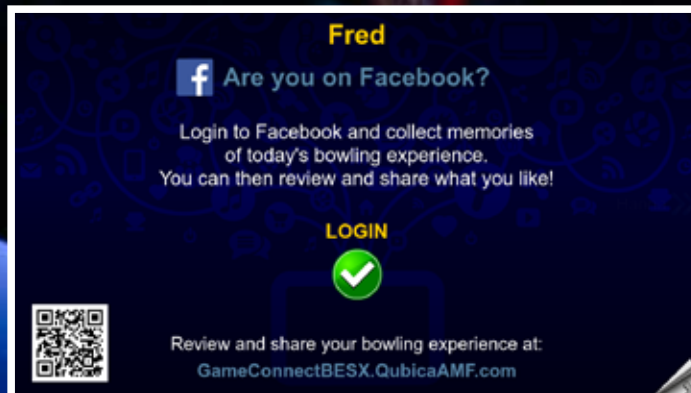 Fred
f Are you on Facebook?
Login to Facebook and collect memories
of today's bowling experience.
You can then review and share what you like!
LOGIN
Review and share your bowling experience at:
GameConnectBESX.QubicaAMF.com